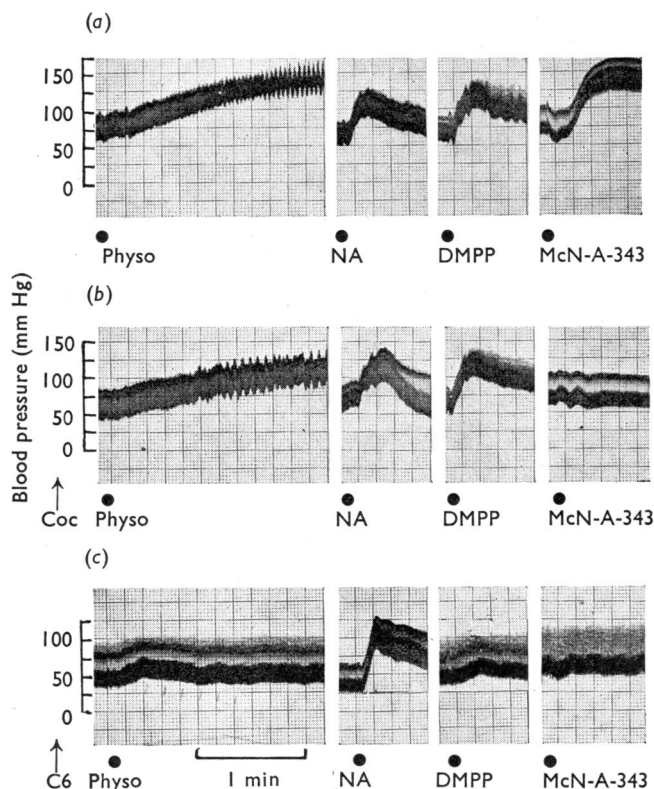 (a)
150
100
50
0
Physo NA DMPP McN-A-343
(b)
Blood pressure (mm Hg)
150
100
50
0
Coc Physo NA DMPP McN-A-343
(c)
100
50
0
C6 Physo 1 min NA DMPP McN-A-343